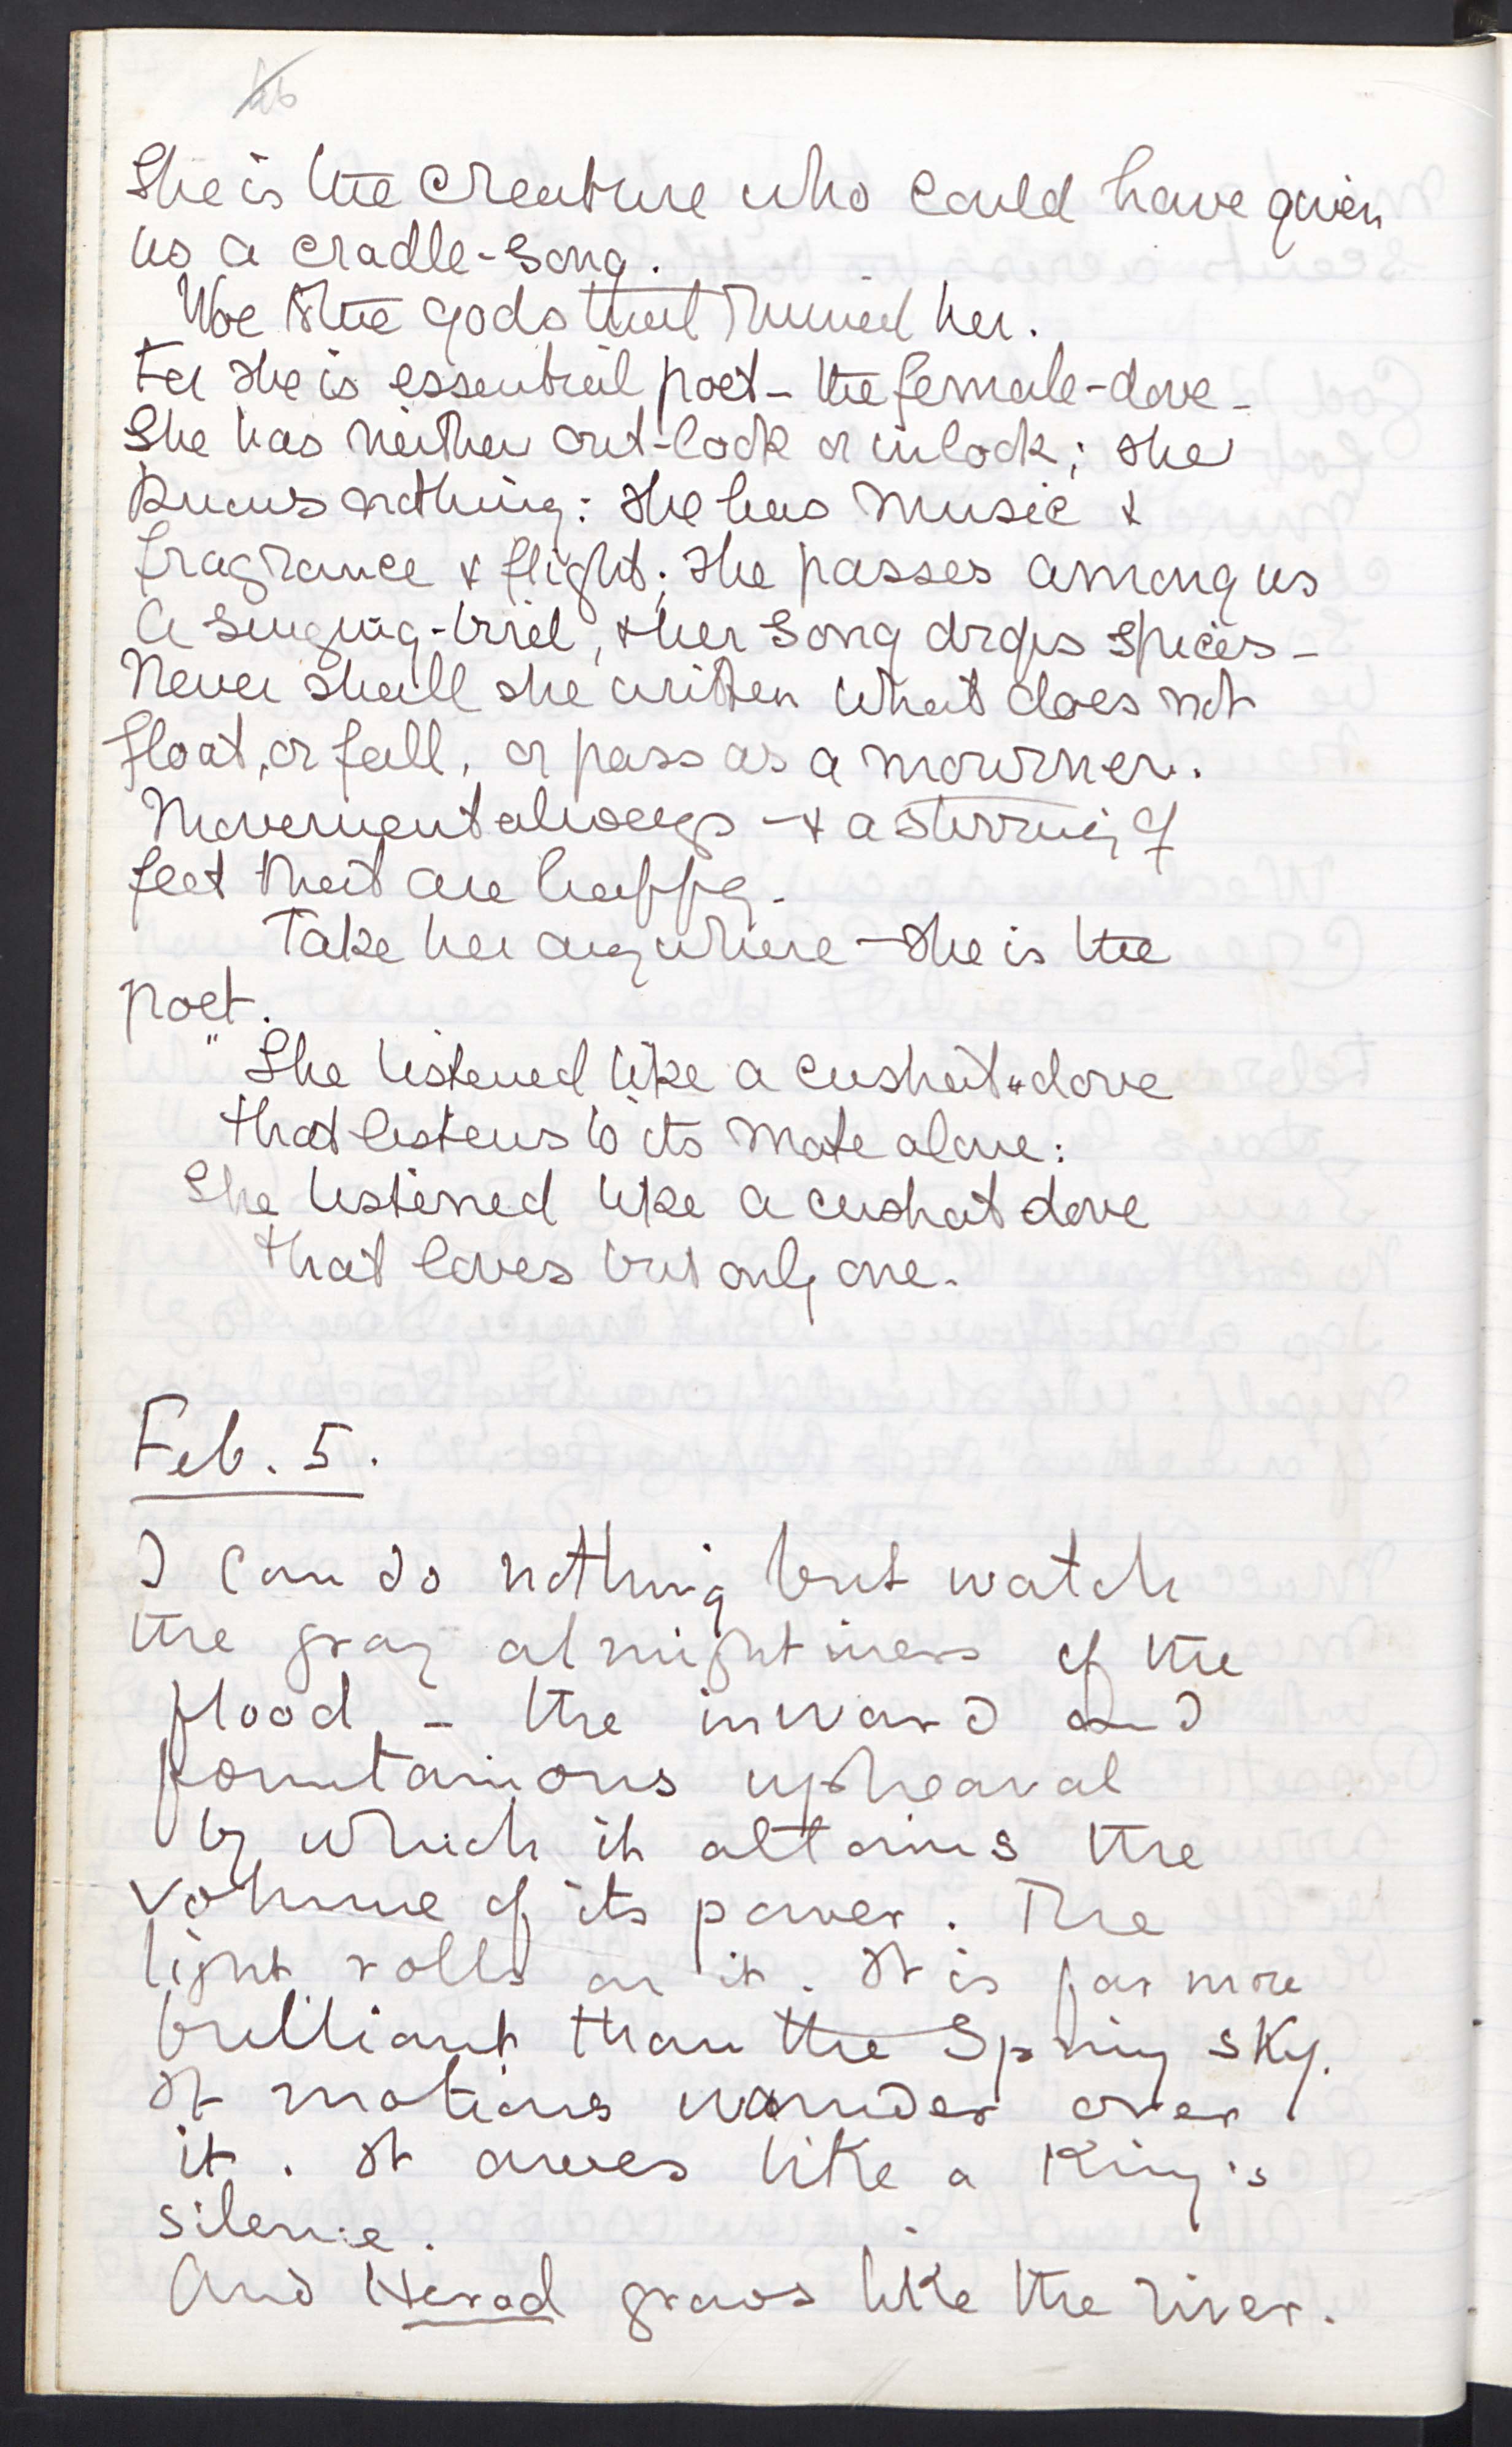 She is the creature who could have given
us a cradle-song.
Woe to the gods that ruined her.
For she is essential poet - the female-dove -
She has neither out-look or inlook; she
knows nothing: she has music &
fragrance & flight; she passes among us
a singing-bird, & her song drops spices -
Never shall she written what does not
float, or fall, or pass as a mourner.
Movement always - & a stirring of
feet that are happy.
Take her anywhere - she is the
poet.
"She listened like a cushat-dove
that listens to its mate alone:
She listened like a cushat dove
that loves but only one.
Feb. 5.
I can do nothing but watch
the gray almightiness of the
flood, - the inward and
fountainous upheaval
by which it attains the
volume of its power. The
light rolls on it. It is far more
brilliant than the Spring sky.
It motions wander over
it. It awes like a King's
silence.
And Herod grows like the river.